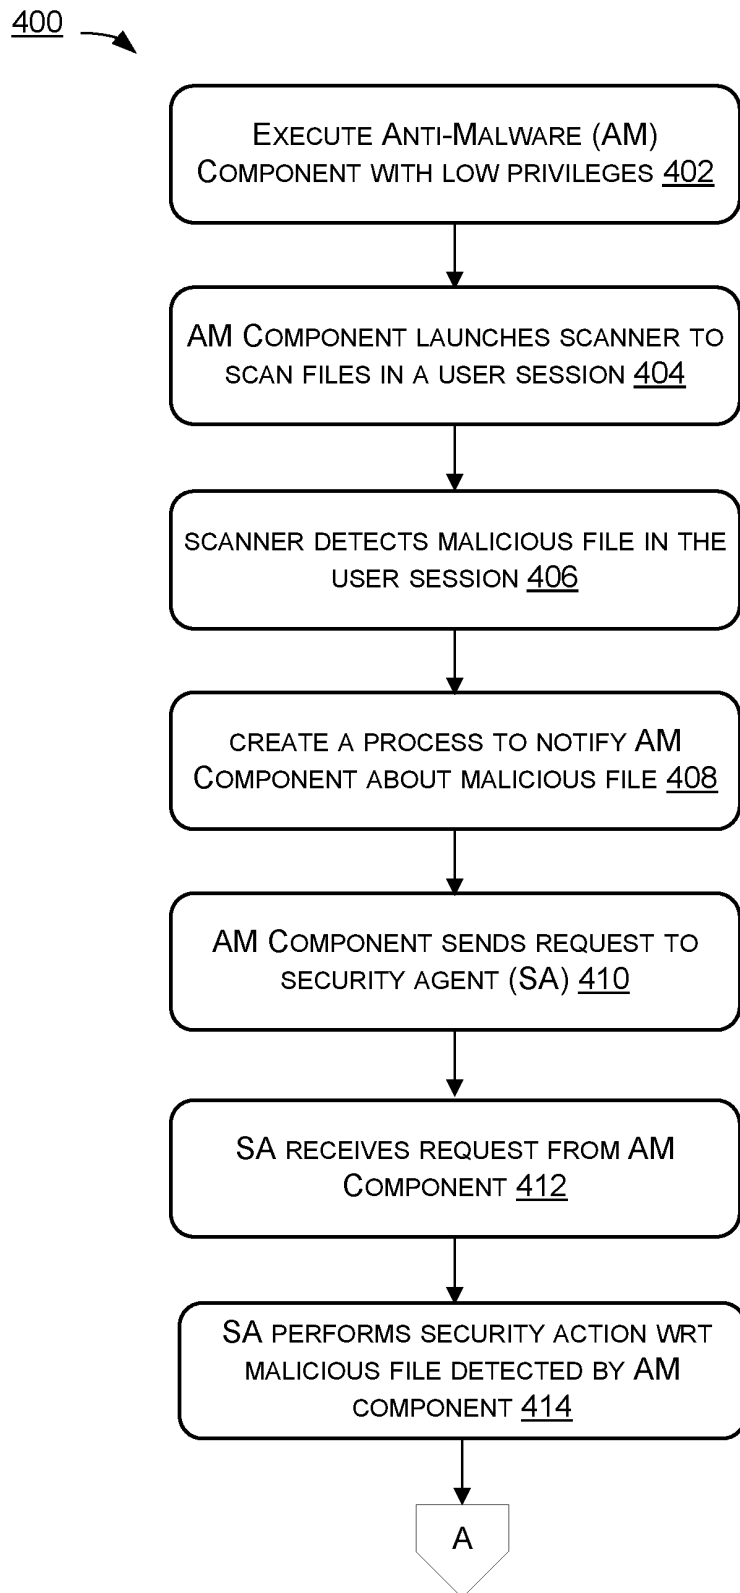 400
EXECUTE ANTI-MALWARE (AM)
COMPONENT WITH LOW PRIVILEGES 402
AM COMPONENT LAUNCHES SCANNER TO
SCAN FILES IN A USER SESSION 404
SCANNER DETECTS MALICIOUS FILE IN THE
USER SESSION 406
CREATE A PROCESS TO NOTIFY AM
COMPONENT ABOUT MALICIOUS FILE 408
AM COMPONENT SENDS REQUEST TO
SECURITY AGENT (SA) 410
SA RECEIVES REQUEST FROM AM
COMPONENT 412
SA PERFORMS SECURITY ACTION WRT
MALICIOUS FILE DETECTED BY AM
COMPONENT 414
A